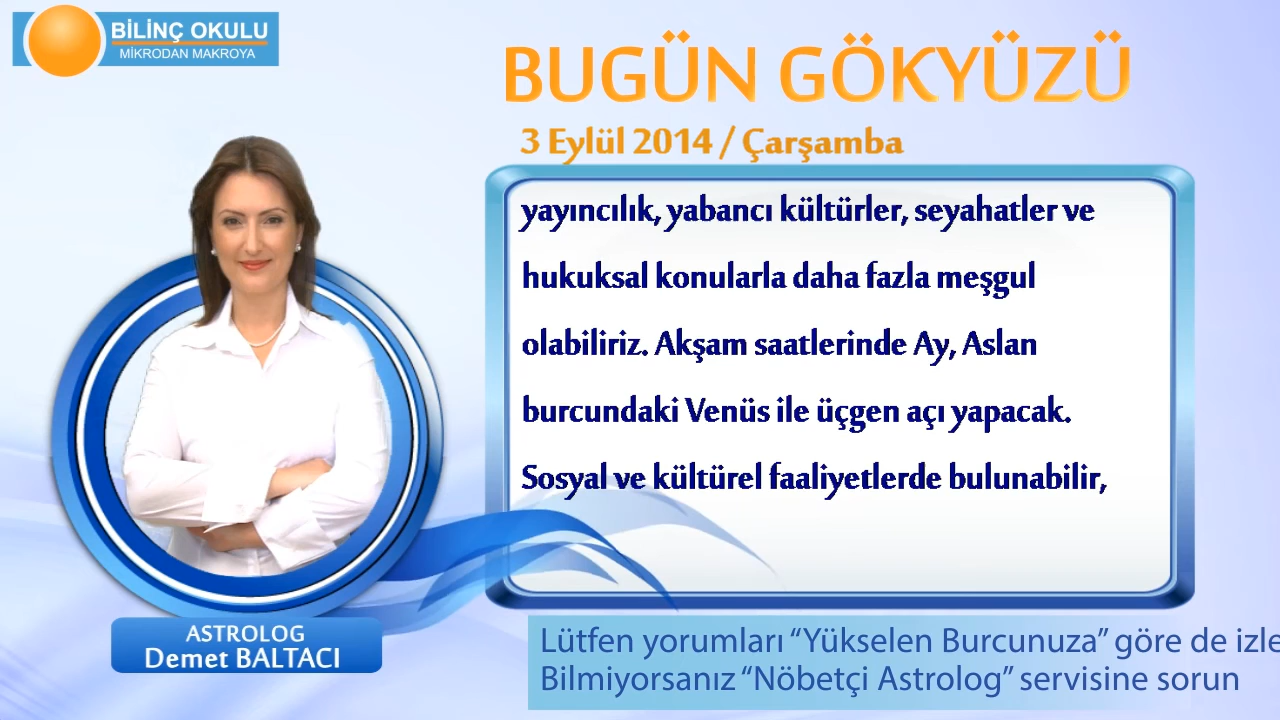 BİLİNÇ OKULU
MİKRODAN MAKROYA
BUGÜN GÖKYÜZÜ
3 Eylül 2014 / Çarşamba
yayıncılık, yabancı kültürler, seyahatler ve
hukuksal konularla daha fazla meşgul
olabiliriz. Akşam saatlerinde Ay, Aslan
burcundaki Venüs ile üçgen açı yapacak.
Sosyal ve kültürel faaliyetlerde bulunabilir,
ASTROLOG
Demet BALTACI
Lütfen yorumları “Yükselen Burcunuza” göre de izle
Bilmiyorsanız “Nöbetçi Astrolog” servisine sorun